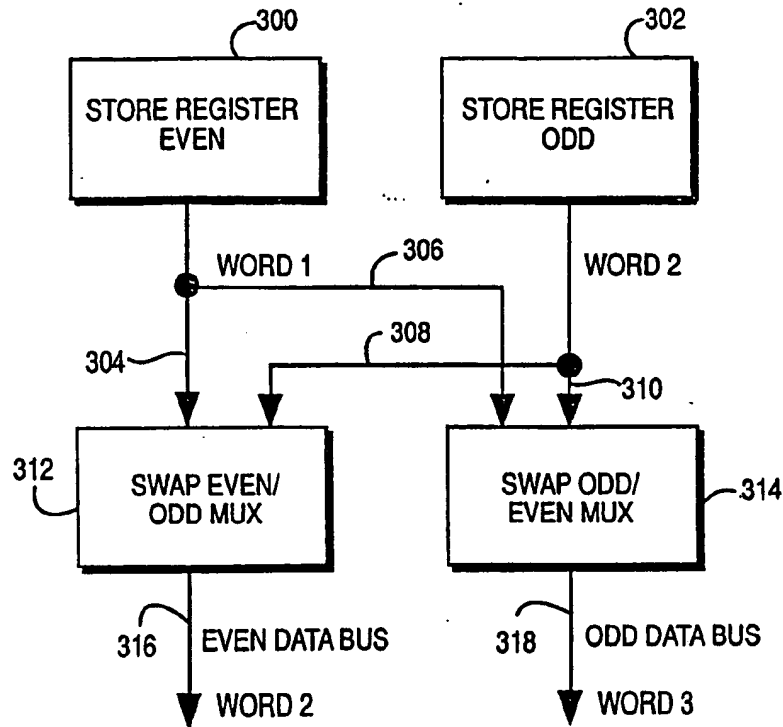 300
302
STORE REGISTER
EVEN
STORE REGISTER
ODD
WORD 1
306
WORD 2
304
308
310
312
SWAP EVEN/
ODD MUX
SWAP ODD/
EVEN MUX
314
316
EVEN DATA BUS
318
ODD DATA BUS
WORD 2
WORD 3